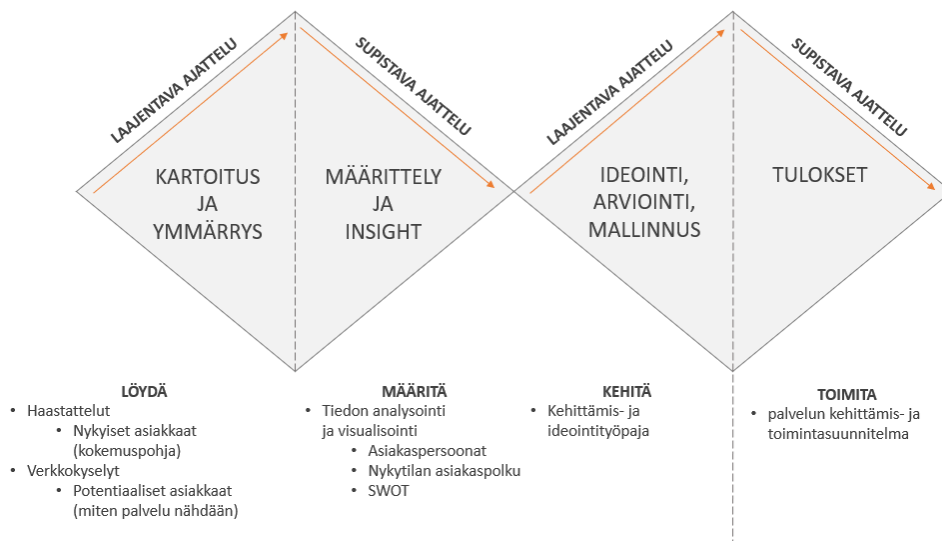 LAAJENTAVA AJATTELU
SUPISTAVA AJATTELU
LAAJENTAVA AJATTELU
SUPISTAVA AJATTELU
KARTOITUS
JA
YMMÄRRYS
MÄÄRITTELY
JA
INSIGHT
IDEOINTI,
ARVIOINTI,
MALLINNUS
TULOKSET
LÖYDÄ
• Haastattelut
• Nykyiset asiakkaat
(kokemuspohja)
• Verkkokyselyt
• Potentiaaliset asiakkaat
(miten palvelu nähdään)
MÄÄRITÄ
• Tiedon analysointi
ja visualisointi
• Asiakaspersoonat
• Nykytilan asiakaspolku
• SWOT
KEHITÄ
• Kehittämis- ja
ideointityöpaja
TOIMITA
• palvelun kehittämis- ja
toimintasuunnitelma